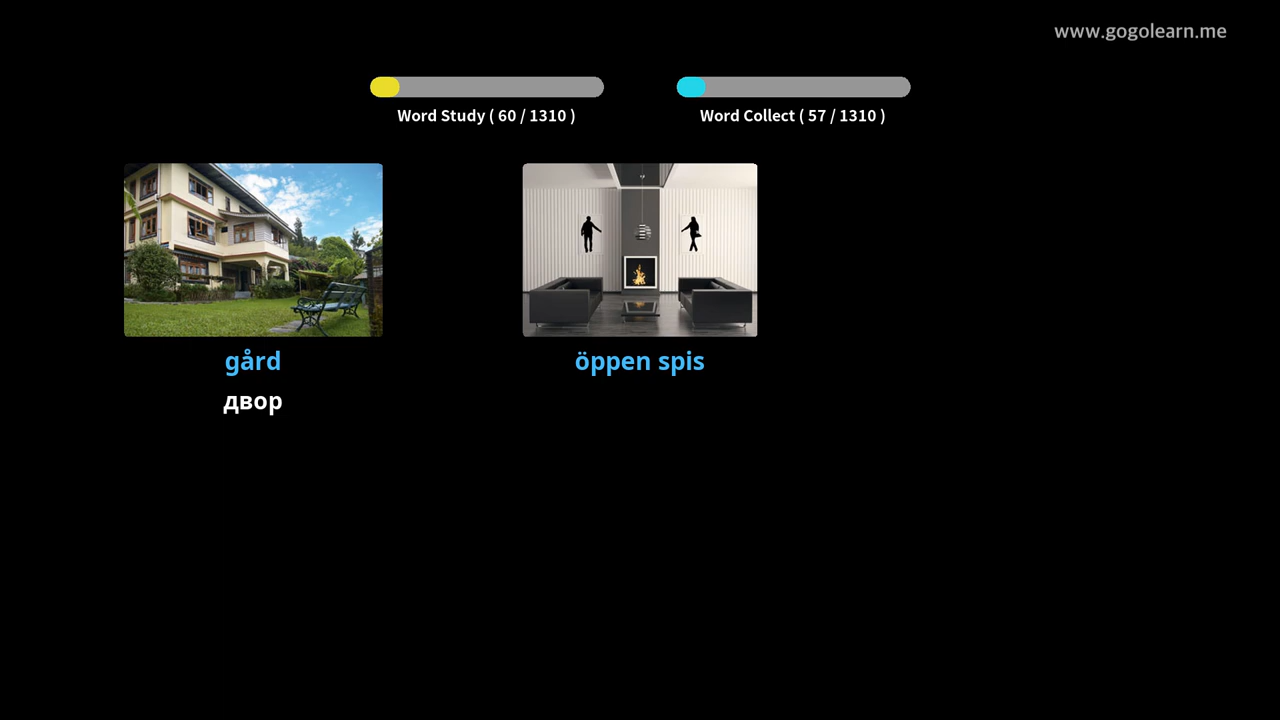 www.gogolearn.me
Word Study ( 60 / 1310 )
Word Collect ( 57 / 1310 )
gård
öppen spis
двор